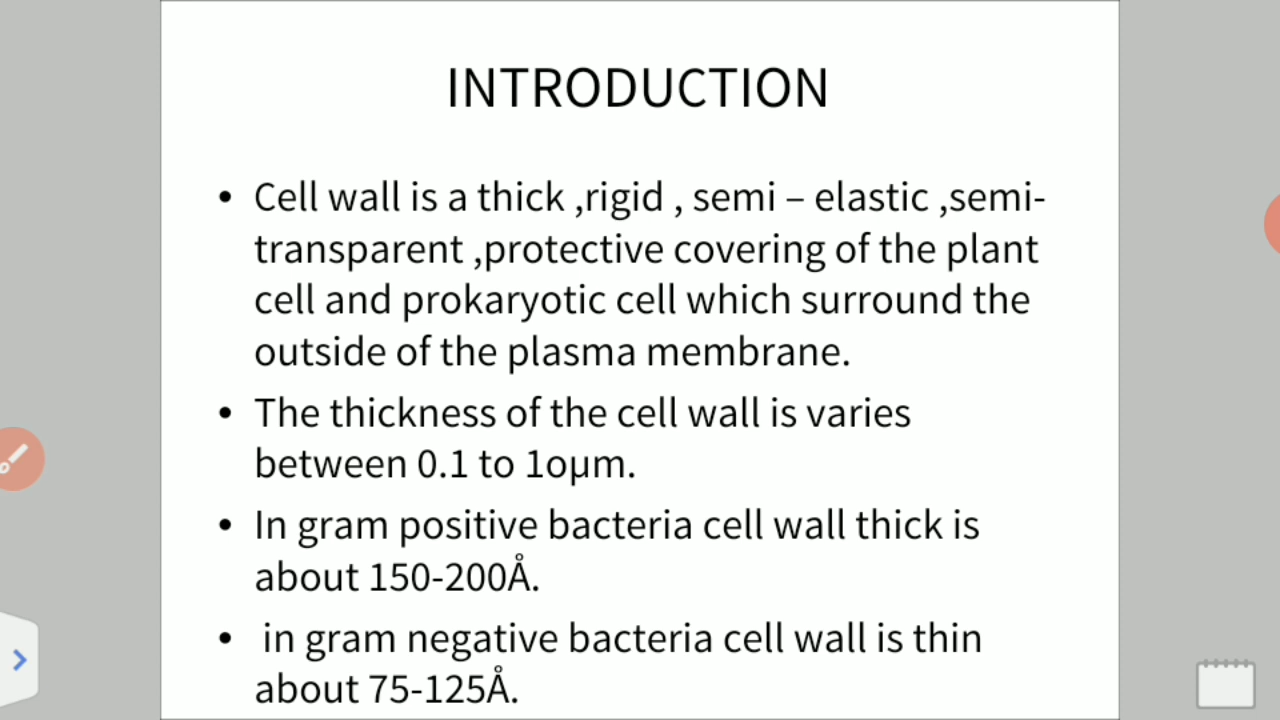 INTRODUCTION
• Cell wall is a thick ,rigid , semi – elastic ,semi-
transparent ,protective covering of the plant
cell and prokaryotic cell which surround the
outside of the plasma membrane.
• The thickness of the cell wall is varies
between 0.1 to 1oµm.
• In gram positive bacteria cell wall thick is
about 150-200Å.
•  in gram negative bacteria cell wall is thin
about 75-125Å.